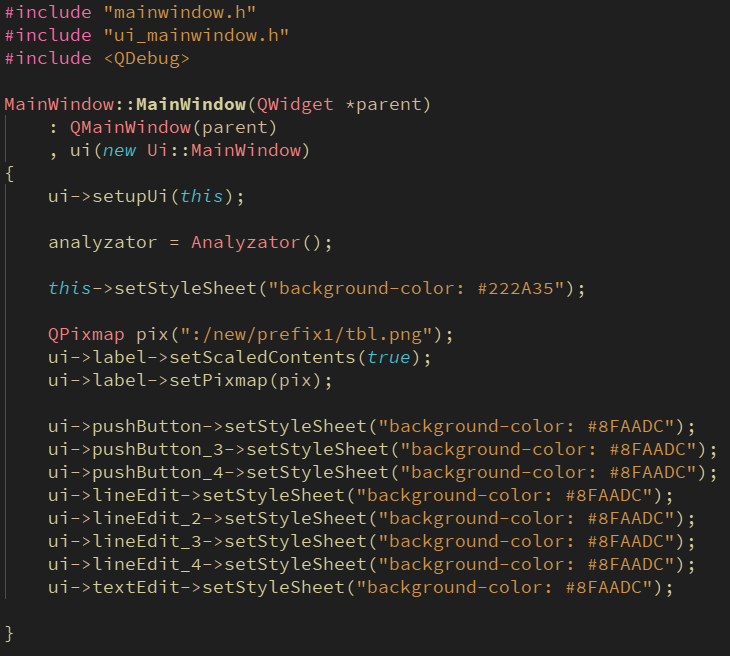 #include "mainwindow.h"
#include "ui_mainwindow.h"
#include <QDebug>
MainWindow::MainWindow(QWidget *parent)
: QMainWindow(parent)
, ui(new Ui::MainWindow)
{
ui->setupUi(this);
analyzator = Analyzator();
this->setStyleSheet("background-color: #222A35");
QPixmap pix(":/new/prefix1/tbl.png");
ui->label->setScaledContents(true);
ui->label->setPixmap(pix);
ui->pushButton->setStyleSheet("background-color: #8FAADC");
ui->pushButton_3->setStyleSheet("background-color: #8FAADC");
ui->pushButton_4->setStyleSheet("background-color: #8FAADC");
ui->lineEdit->setStyleSheet("background-color: #8FAADC");
ui->lineEdit_2->setStyleSheet("background-color: #8FAADC");
ui->lineEdit_3->setStyleSheet("background-color: #8FAADC");
ui->lineEdit_4->setStyleSheet("background-color: #8FAADC");
ui->textEdit->setStyleSheet("background-color: #8FAADC");
}